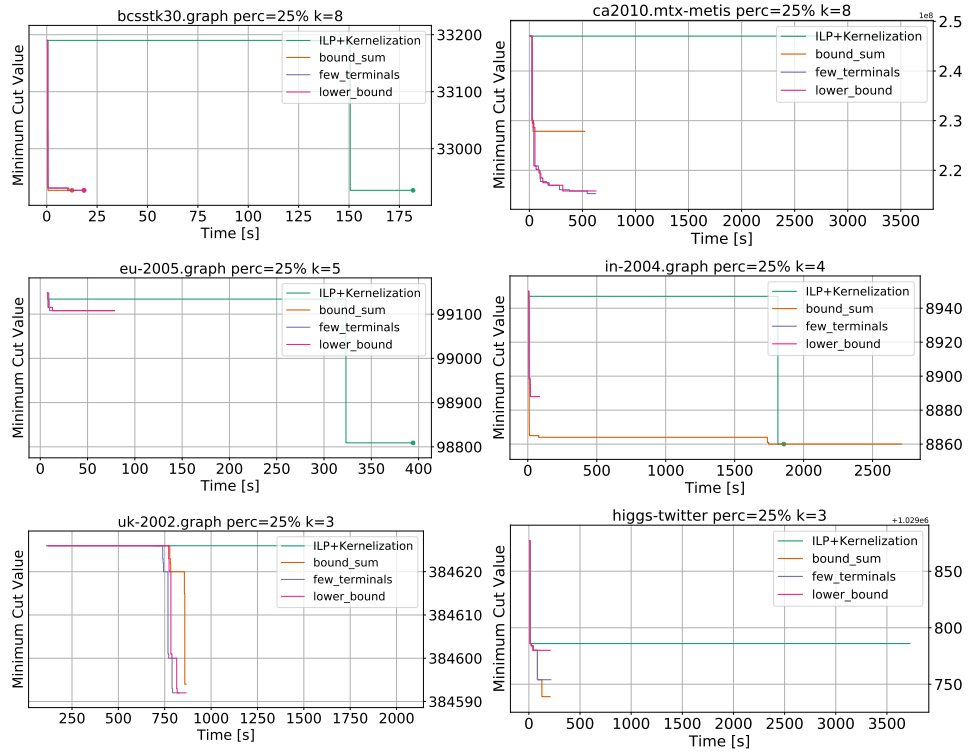 bcsstk30.graph perc=25% k=8
Minimum Cut Value
ILP+Kernelization
bound_sum
few_terminals
lower_bound
33200
33100
33000
0 25 50 75 100 125 150 175
Time [s]
ca2010.mtx-metis perc=25% k=8
1e8
Minimum Cut Value
ILP+Kernelization
bound_sum
few_terminals
lower_bound
2.5
2.4
2.3
2.2
0 500 1000 1500 2000 2500 3000 3500
Time [s]
eu-2005.graph perc=25% k=5
Minimum Cut Value
ILP+Kernelization
bound_sum
few_terminals
lower_bound
99100
99000
98900
98800
0 50 100 150 200 250 300 350 400
Time [s]
in-2004.graph perc=25% k=4
Minimum Cut Value
ILP+Kernelization
bound_sum
few_terminals
lower_bound
8940
8920
8900
8880
8860
0 500 1000 1500 2000 2500
Time [s]
uk-2002.graph perc=25% k=3
Minimum Cut Value
ILP+Kernelization
bound_sum
few_terminals
lower_bound
384620
384610
384600
384590
250 500 750 1000 1250 1500 1750 2000
Time [s]
higgs-twitter perc=25% k=3
+1.029e6
Minimum Cut Value
ILP+Kernelization
bound_sum
few_terminals
lower_bound
850
800
750
0 500 1000 1500 2000 2500 3000 3500
Time [s]